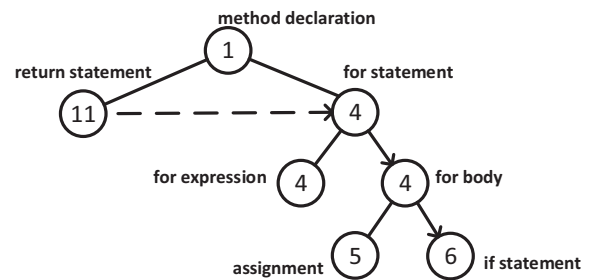 method declaration
1
return statement
for statement
11
4
for expression
4
4
for body
5
6
assignment
if statement